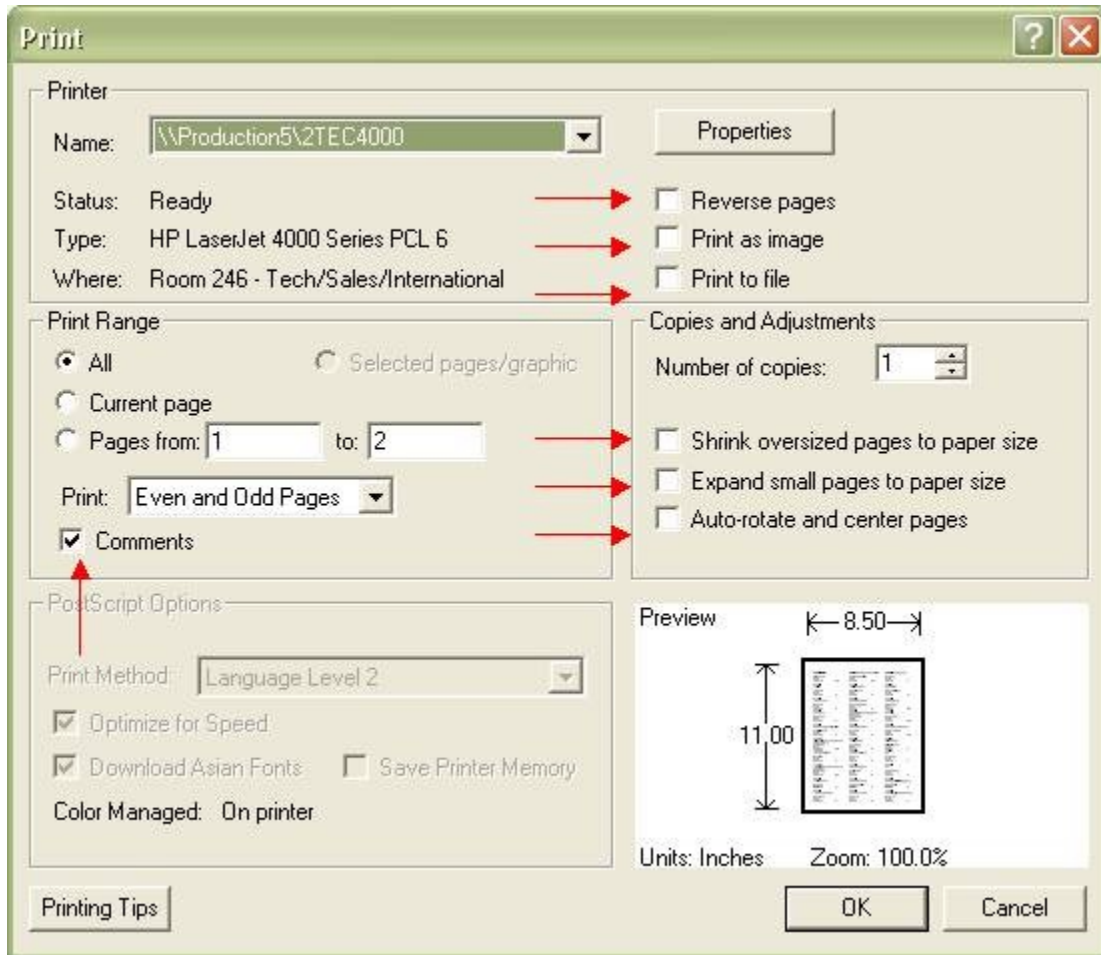 Print
Printer
Name: \\Production5\2TEC4000 Properties
Status: Ready Reverse pages
Type: HP LaserJet 4000 Series PCL 6 Print as image
Where: Room 246 - Tech/Sales/International Print to file
Print Range
All Selected pages/graphic
Current page
Pages from: 1 to: 2
Print: Even and Odd Pages
Comments
Copies and Adjustments
Number of copies: 1
Shrink oversized pages to paper size
Expand small pages to paper size
Auto-rotate and center pages
PostScript Options
Print Method: Language Level 2
Optimize for Speed
Download Asian Fonts Save Printer Memory
Color Managed: On printer
Preview
8.50
11.00
Units: Inches Zoom: 100.0%
Printing Tips OK Cancel